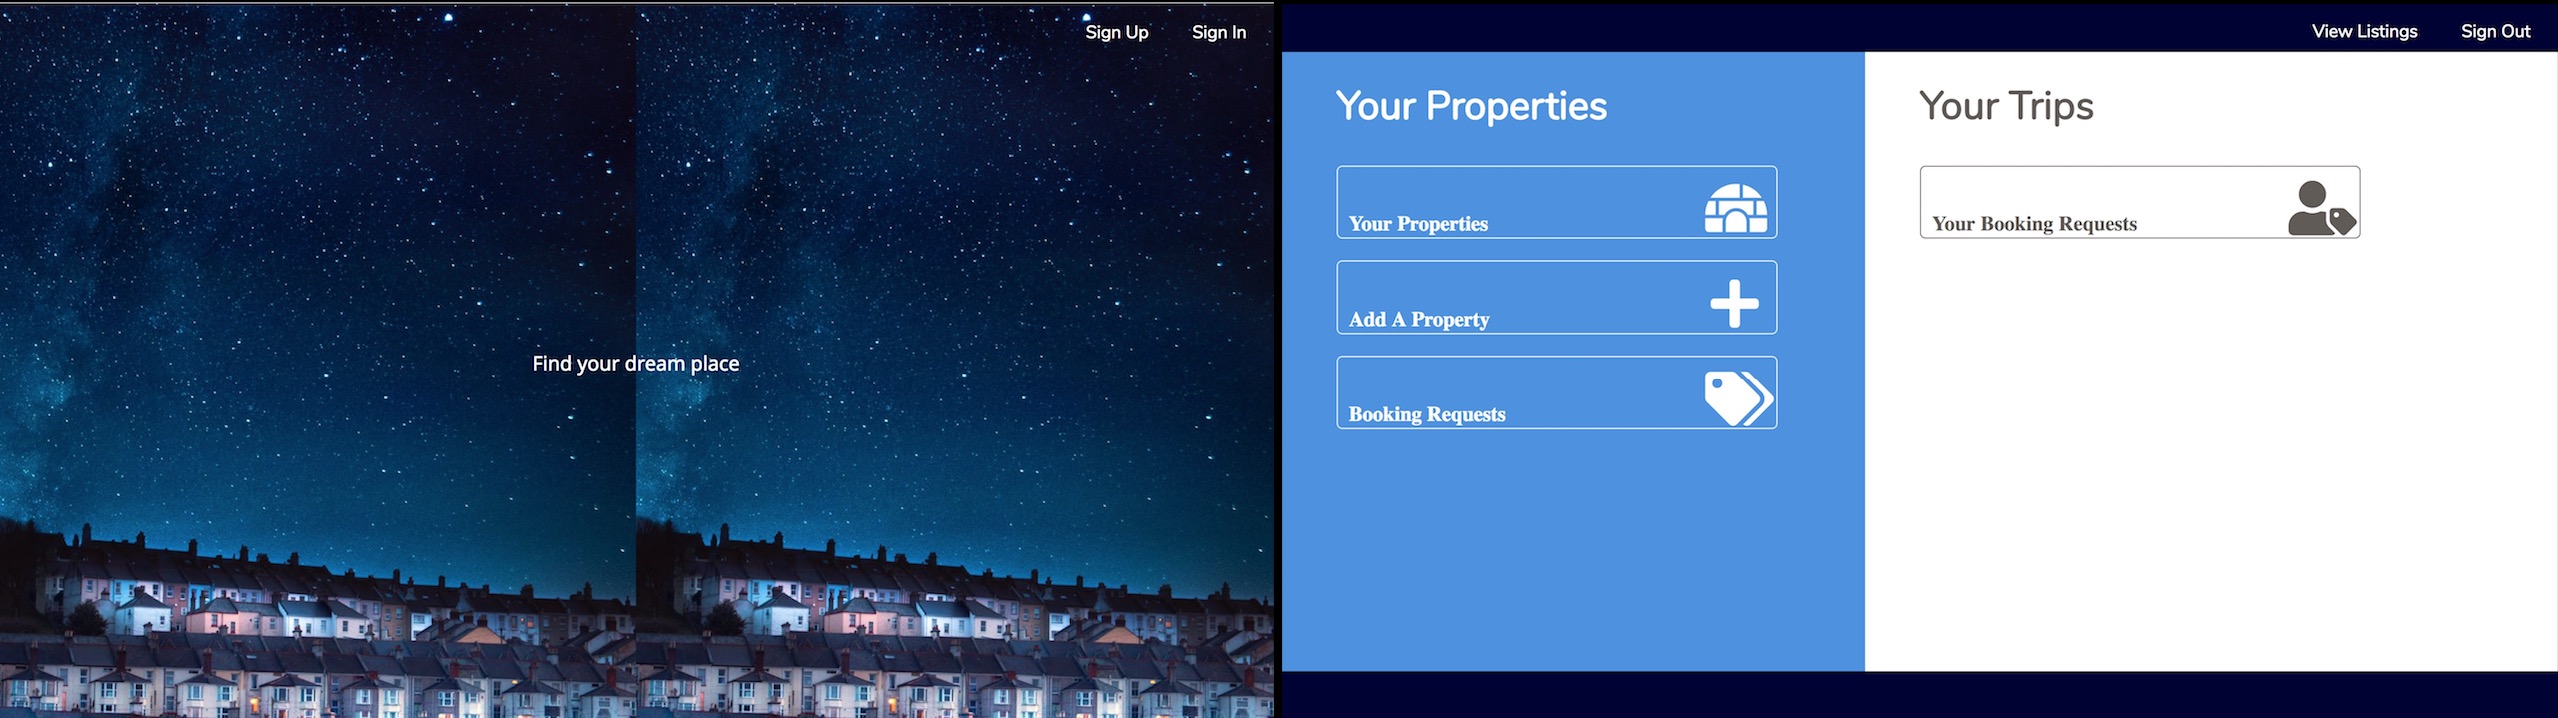 Sign Up
Sign In
Find your dream place
View Listings
Sign Out
Your Properties
Your Properties
Add A Property
Booking Requests
Your Trips
Your Booking Requests